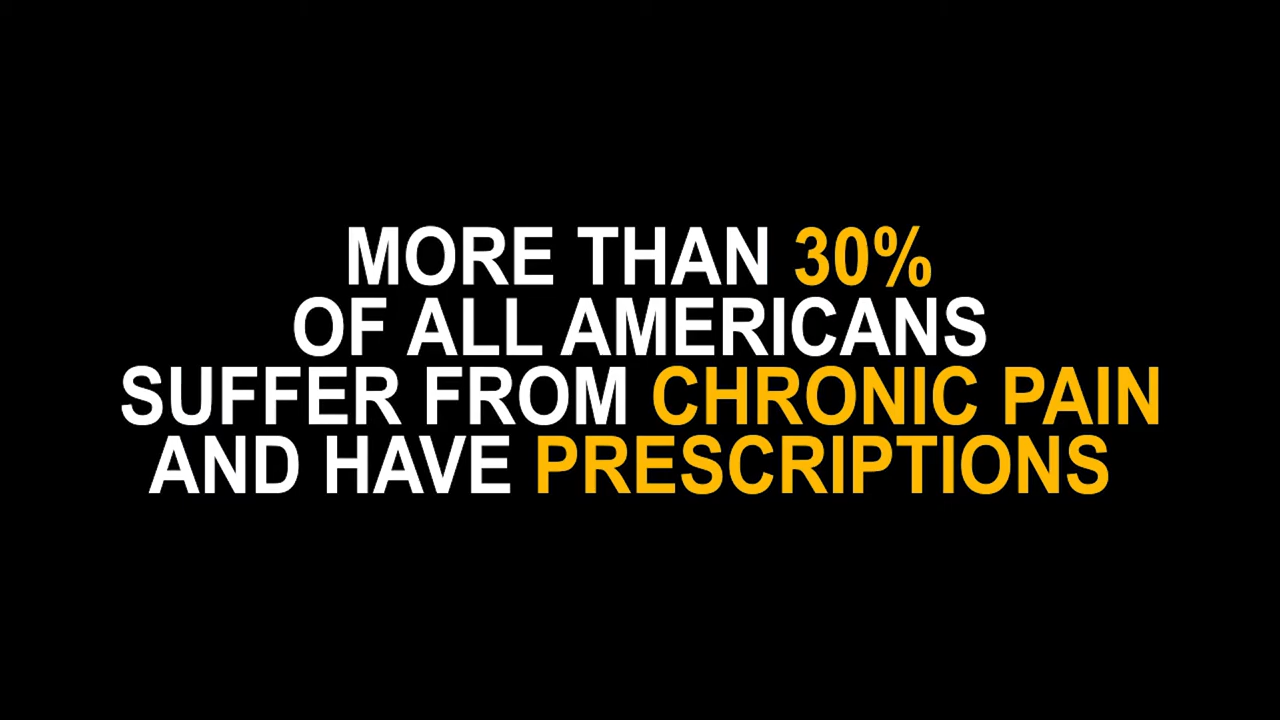 MORE THAN 30%
OF ALL AMERICANS
SUFFER FROM CHRONIC PAIN
AND HAVE PRESCRIPTIONS